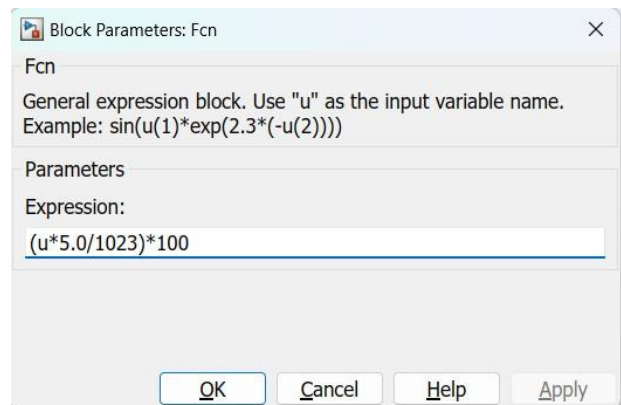 Block Parameters: Fcn
Fcn
General expression block. Use "u" as the input variable name.
Example: sin(u(1)*exp(2.3*(-u(2))))
Parameters
Expression:
(u*5.0/1023)*100
OK Cancel Help Apply